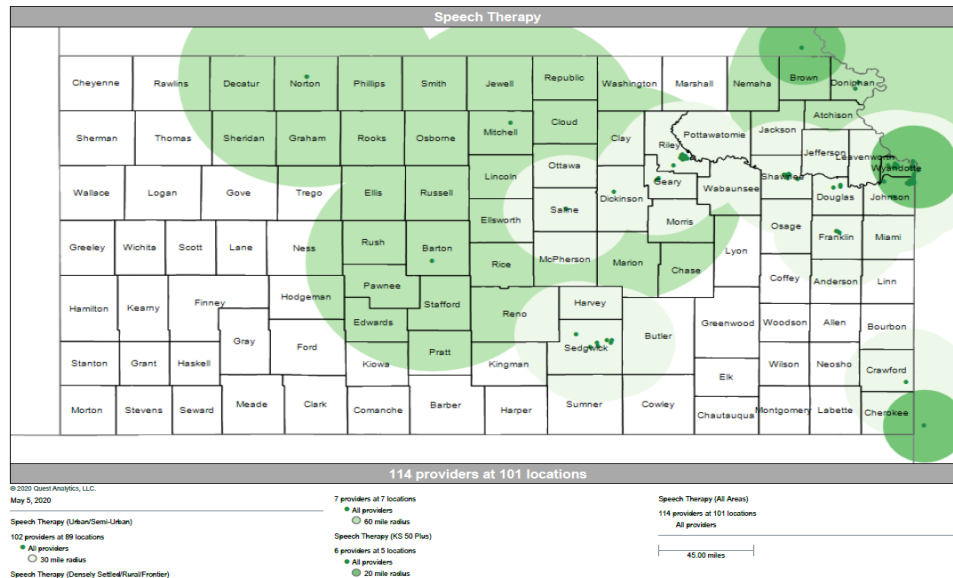 Speech Therapy
Cheyenne Rawlins Decatur Norton Phillips Smith Jewell Republic Washington Marshall Nemaha Brown Doniphan
Sherman Thomas Sheridan Graham Rooks Osborne Mitchell Cloud Clay Riley Pottawatomie Jackson Atchison
Jefferson Leavenworth
Wallace Logan Gove Trego Ellis Russell Lincoln Ottawa Dickinson Geary Wabaunsee Shawnee Douglas Johnson Wyandotte
Ellsworth Saline Morris Osage Franklin Miami
Greeley Wichita Scott Lane Ness Rush Barton Rice McPherson Marion Chase Lyon
Hamilton Kearny Finney Hodgeman Pawnee Stafford Reno Harvey Coffey Anderson Linn
Gray Ford Edwards Pratt Sedgwick Butler Greenwood Woodson Allen Bourbon
Stanton Grant Haskell Kiowa Kingman Elk Wilson Neosho Crawford
Morton Stevens Seward Meade Clark Comanche Barber Harper Sumner Cowley Chautauqua Montgomery Labette Cherokee
114 providers at 101 locations
© 2020 Quest Analytics, LLC.
May 5, 2020
Speech Therapy (Urban/Semi-Urban)
102 providers at 89 locations
All providers
30 mile radius
Speech Therapy (Densely Settled/Rural/Frontier)
7 providers at 7 locations
All providers
60 mile radius
Speech Therapy (KS 50 Plus)
6 providers at 5 locations
All providers
20 mile radius
Speech Therapy (All Areas)
114 providers at 101 locations
All providers
45.00 miles